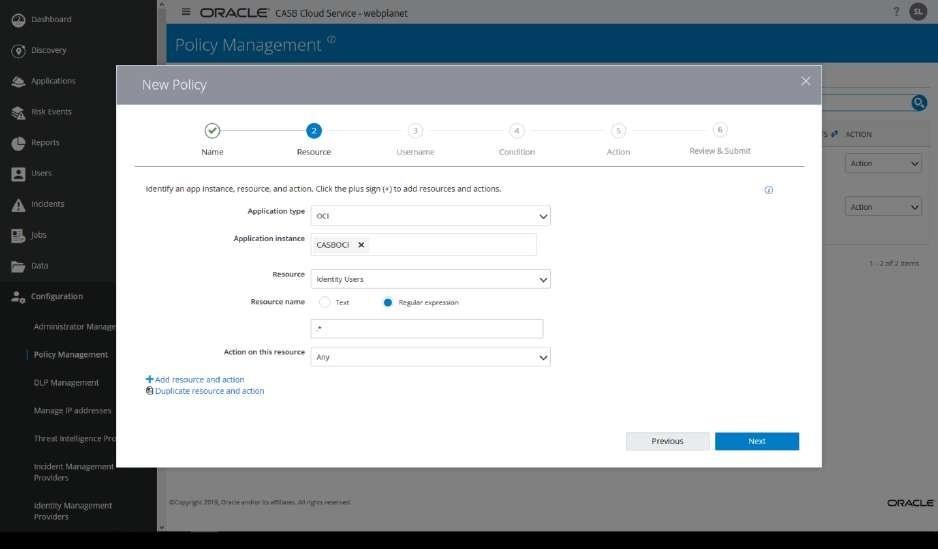 Dashboard
Discovery
Applications
Risk Events
Reports
Users
Incidents
Jobs
Data
Configuration
Administrator Manage
Policy Management
DLP Management
Manage IP addresses
Threat Intelligence Pro
Incident Management
Providers
Identity Management
Providers
ORACLE® CASB Cloud Service - webplanet
? SL
Policy Management
New Policy
2 3 4 5 6
Name Resource Username Condition Action Review & Submit
Identify an app instance, resource, and action. Click the plus sign (+) to add resources and actions.
Application type OCI
Application instance CASBOCI
Resource Identity Users
Resource name Text Regular expression
.*
Action on this resource Any
Add resource and action
Duplicate resource and action
Previous Next
ACTION
Action
Action
1 - 2 of 2 items
©Copyright 2019, Oracle and/or its affiliates. All rights reserved.
ORACLE